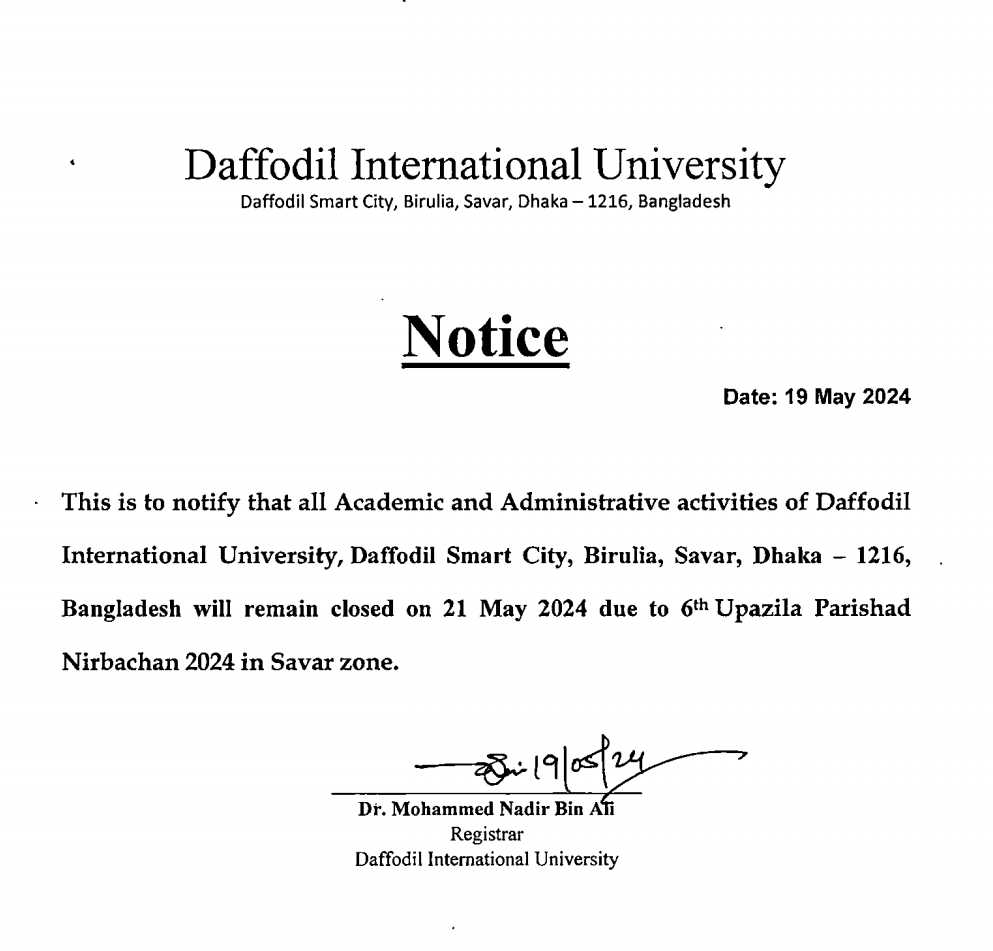 Daffodil International University
Daffodil Smart City, Birulia, Savar, Dhaka – 1216, Bangladesh
Notice
Date: 19 May 2024
This is to notify that all Academic and Administrative activities of Daffodil
International University, Daffodil Smart City, Birulia, Savar, Dhaka – 1216,
Bangladesh will remain closed on 21 May 2024 due to 6th Upazila Parishad
Nirbachan 2024 in Savar zone.
19/05/24
Dr. Mohammed Nadir Bin Ali
Registrar
Daffodil International University